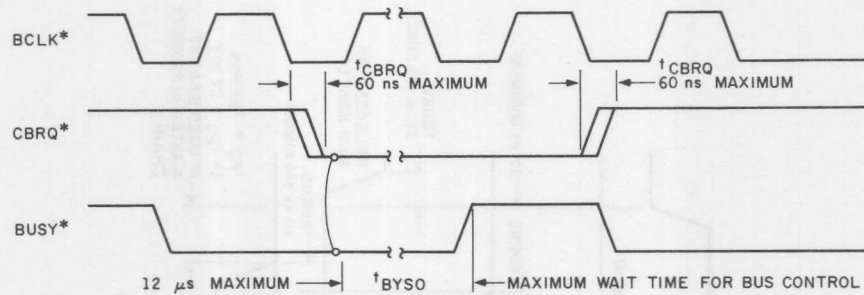 BCLK*
tCBRQ
60 ns MAXIMUM
tCBRQ
60 ns MAXIMUM
CBRQ*
BUSY*
12 μs MAXIMUM
tBYSO
MAXIMUM WAIT TIME FOR BUS CONTROL